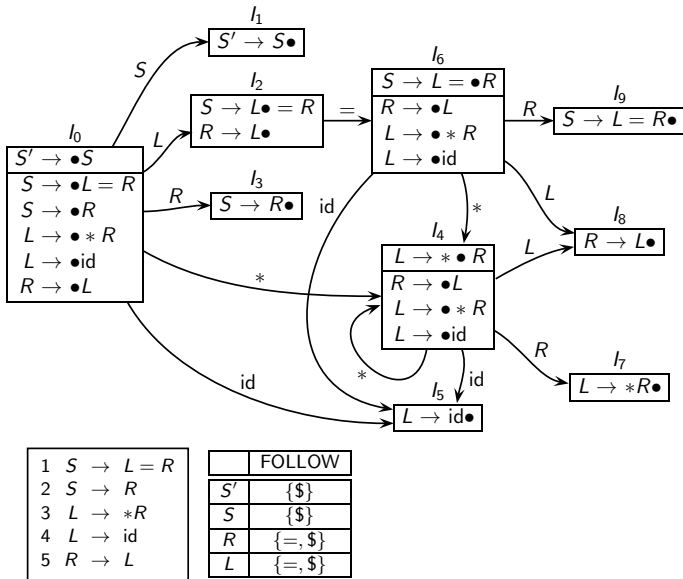 I₁
S′ → S●
S
I₆
I₂
S → L = ●R
S → L● = R
R → L●
L
=
R → ●L
L → ● ∗ R
L → ●id
R
I₉
S → L = R●
I₀
S′ → ●S
S → ●L = R
S → ●R
L → ● ∗ R
L → ●id
R → ●L
R
I₃
S → R●
id
∗
L
I₈
R → L●
∗
I₄
L → ∗ ● R
R → ●L
L → ● ∗ R
L → ●id
L
∗
R
I₇
L → ∗R●
id
id
I₅
L → id●
1 S → L = R
2 S → R
3 L → ∗R
4 L → id
5 R → L
FOLLOW
S′ {$}
S {$}
R {=, $}
L {=, $}